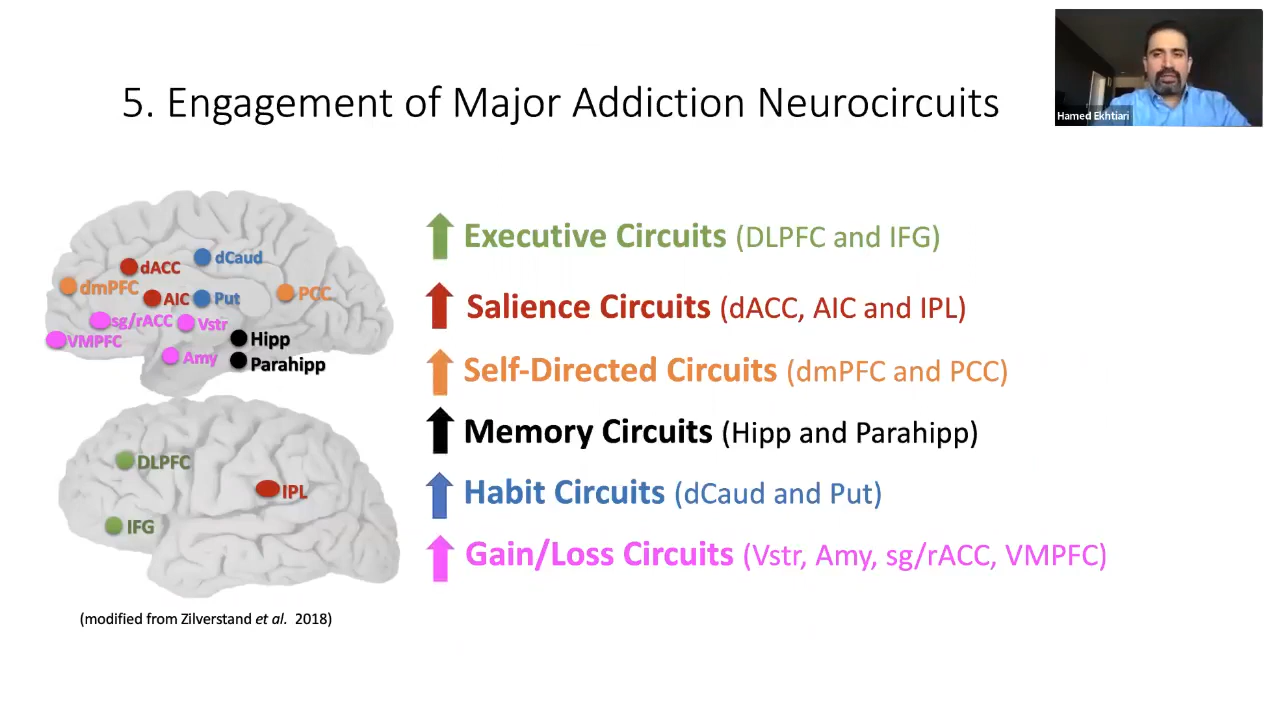 5. Engagement of Major Addiction Neurocircuits
Hamed Ekhtiari
dCaud
dACC
dmPFC
AIC
Put
PCC
sg/rACC
Vstr
VMPFC
Hipp
Amy
Parahipp
DLPFC
IPL
IFG
(modified from Zilverstand et al. 2018)
Executive Circuits (DLPFC and IFG)
Salience Circuits (dACC, AIC and IPL)
Self-Directed Circuits (dmPFC and PCC)
Memory Circuits (Hipp and Parahipp)
Habit Circuits (dCaud and Put)
Gain/Loss Circuits (Vstr, Amy, sg/rACC, VMPFC)